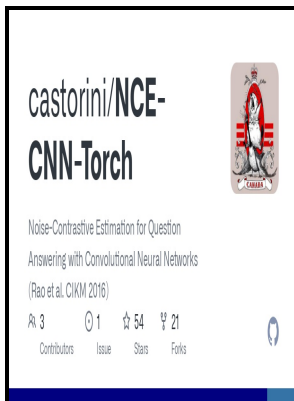 castorini/NCE-
CNN-Torch
CANADA
Noise-Contrastive Estimation for Question
Answering with Convolutional Neural Networks
(Rao et al. CIKM 2016)
3 1 54 21
Contributors Issue Stars Forks